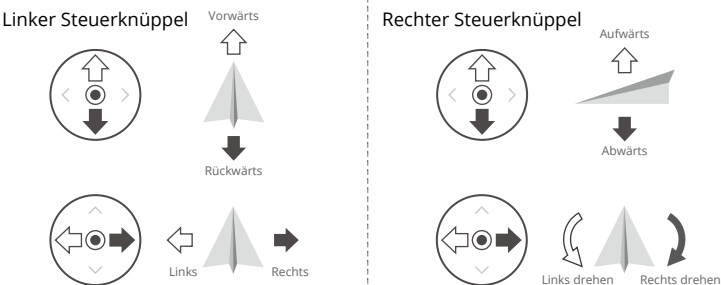 Linker Steuerknüppel
Vorwärts
Rückwärts
Links
Rechts
Rechter Steuerknüppel
Aufwärts
Abwärts
Links drehen
Rechts drehen